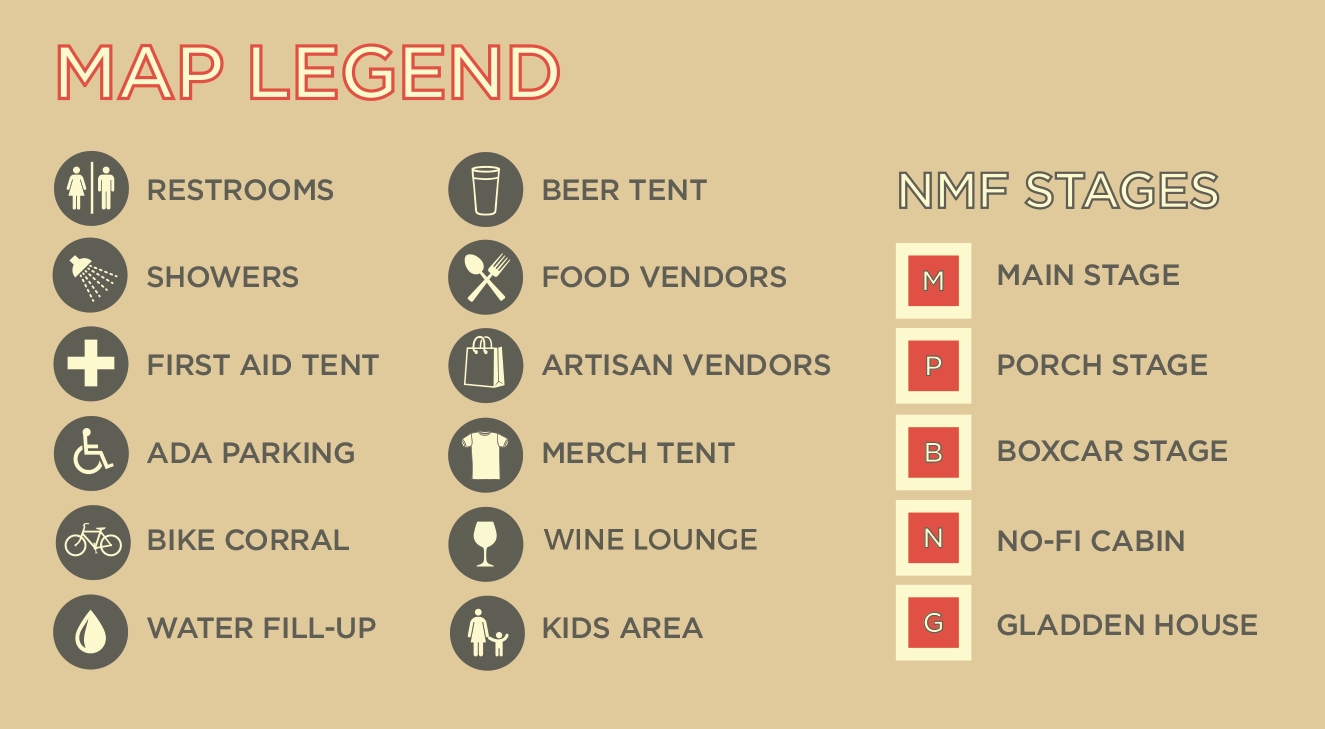 MAP LEGEND
RESTROOMS
SHOWERS
FIRST AID TENT
ADA PARKING
BIKE CORRAL
WATER FILL-UP
BEER TENT
FOOD VENDORS
ARTISAN VENDORS
MERCH TENT
WINE LOUNGE
KIDS AREA
NMF STAGES
M MAIN STAGE
P PORCH STAGE
B BOXCAR STAGE
N NO-FI CABIN
G GLADDEN HOUSE